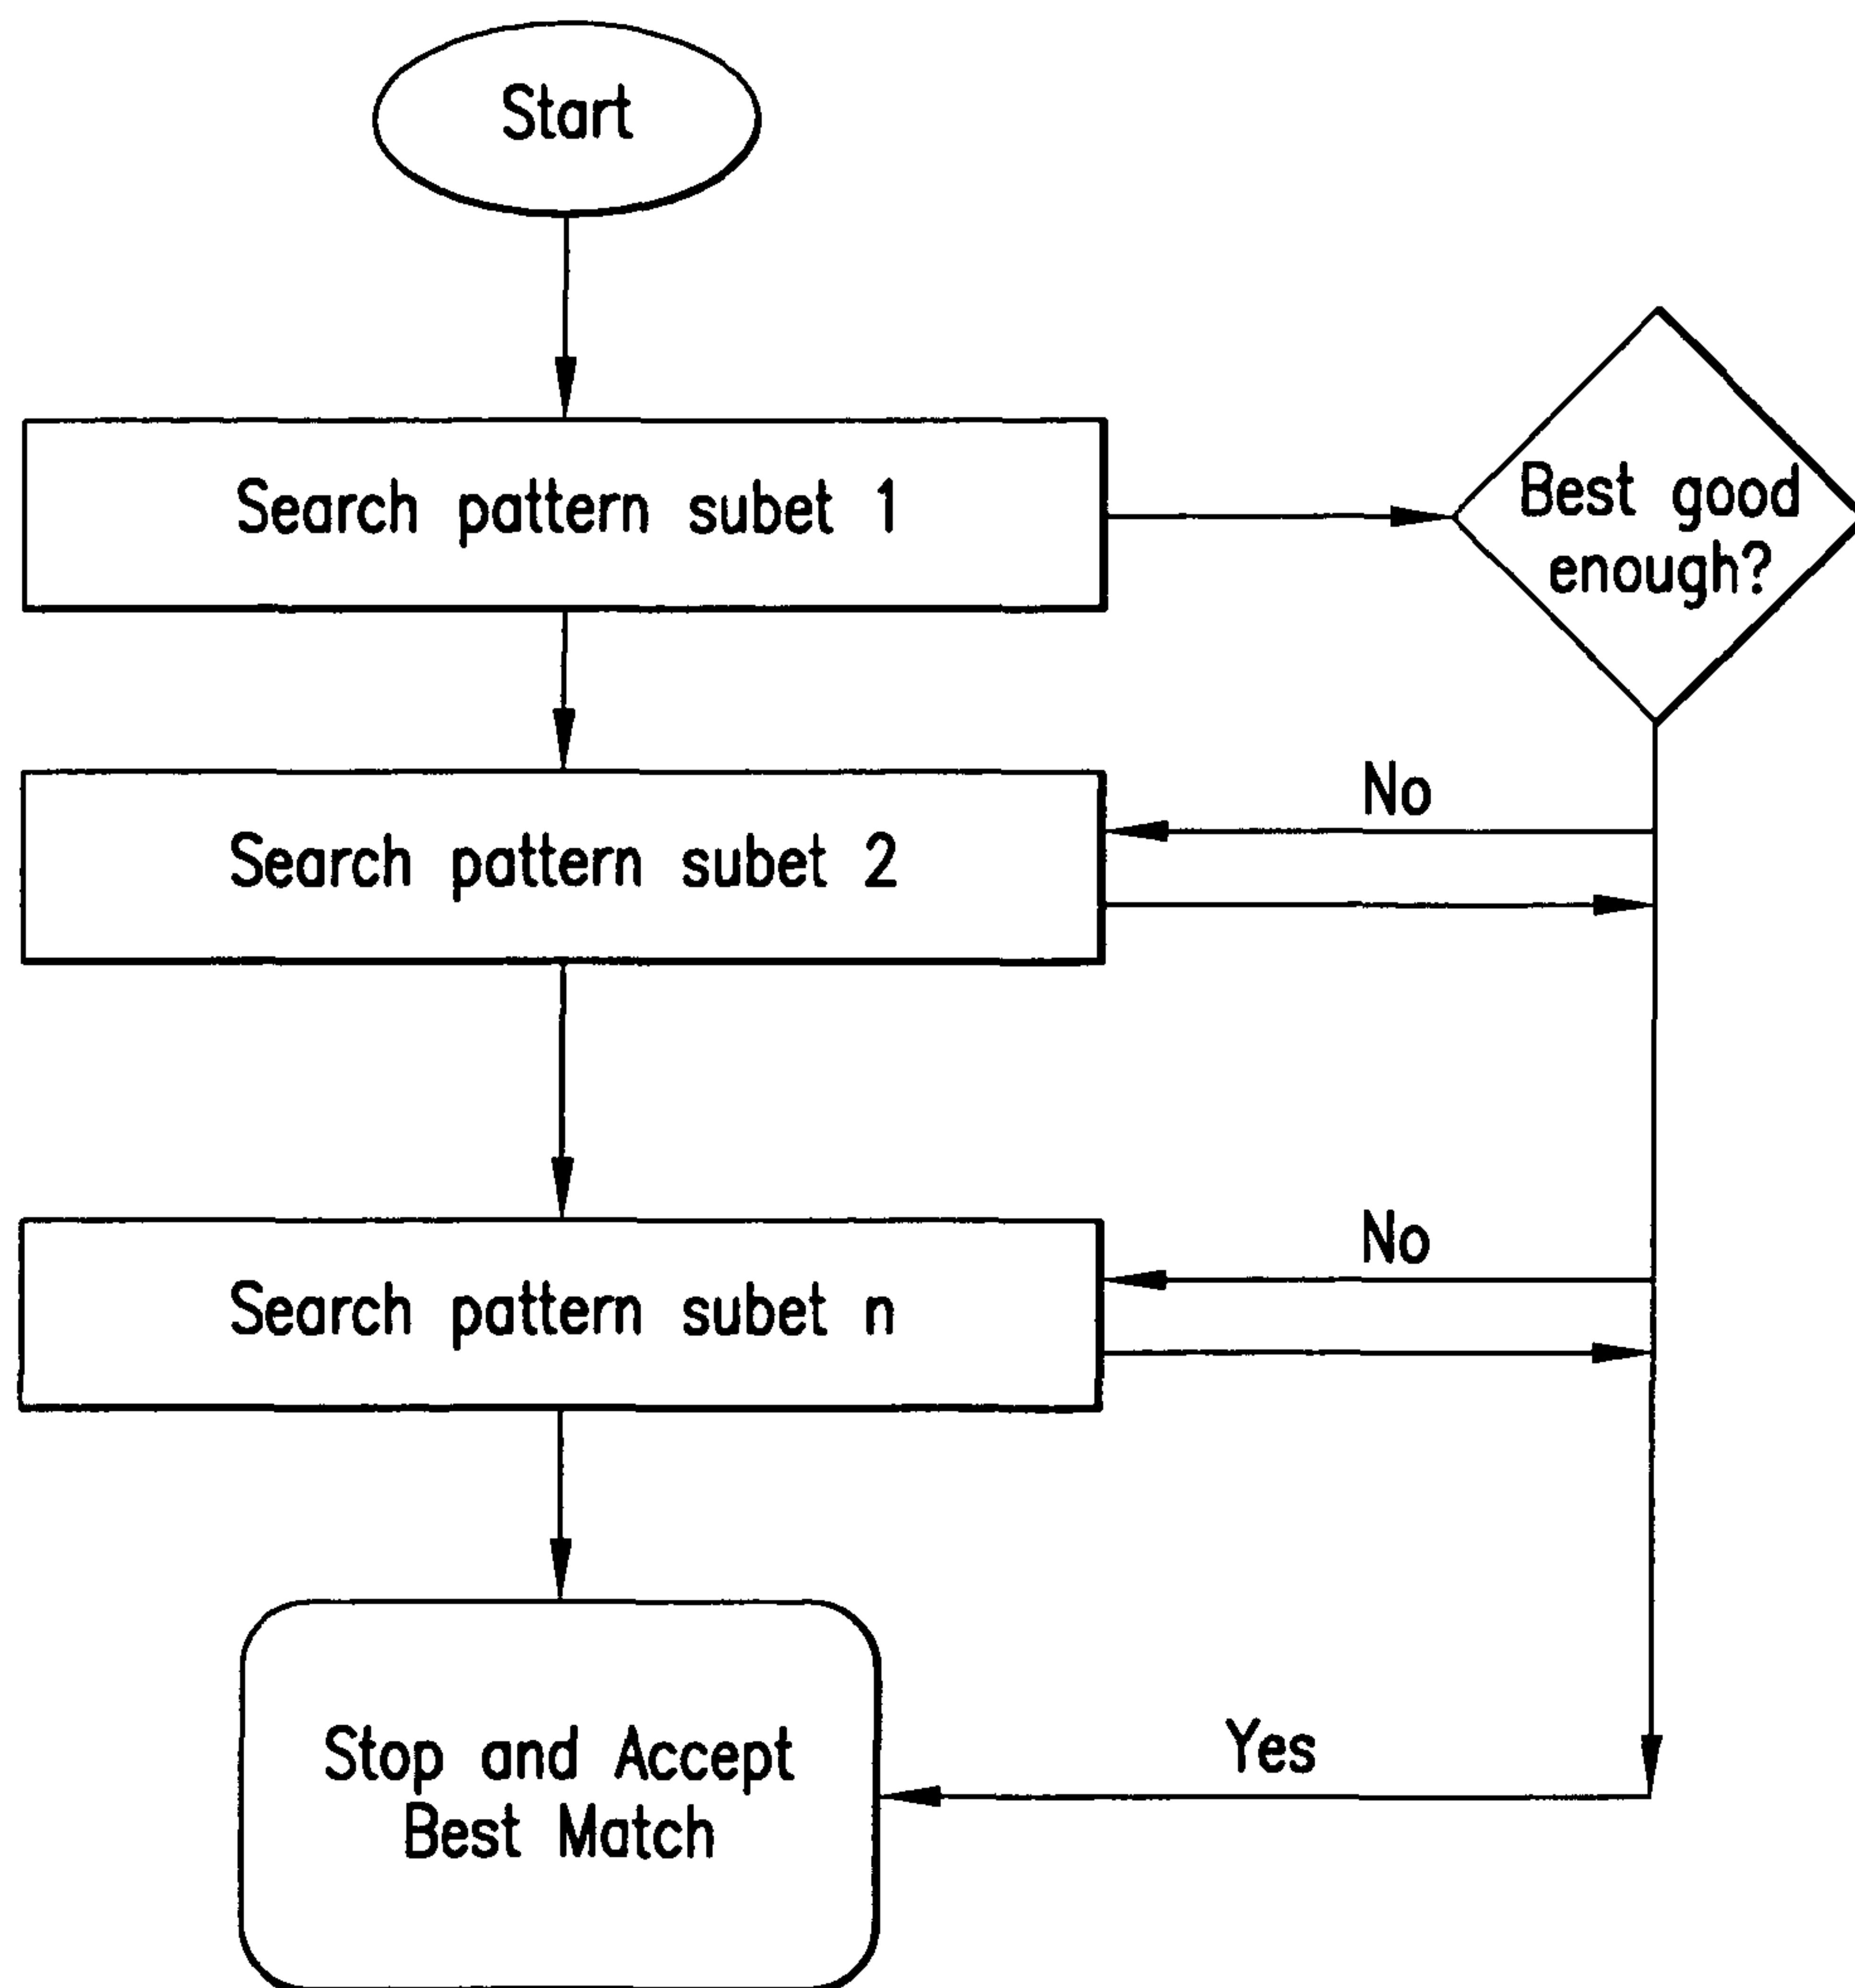 Start
Search pattern subet 1
Best good
enough?
No
Search pattern subet 2
No
Search pattern subet n
Stop and Accept
Best Match
Yes